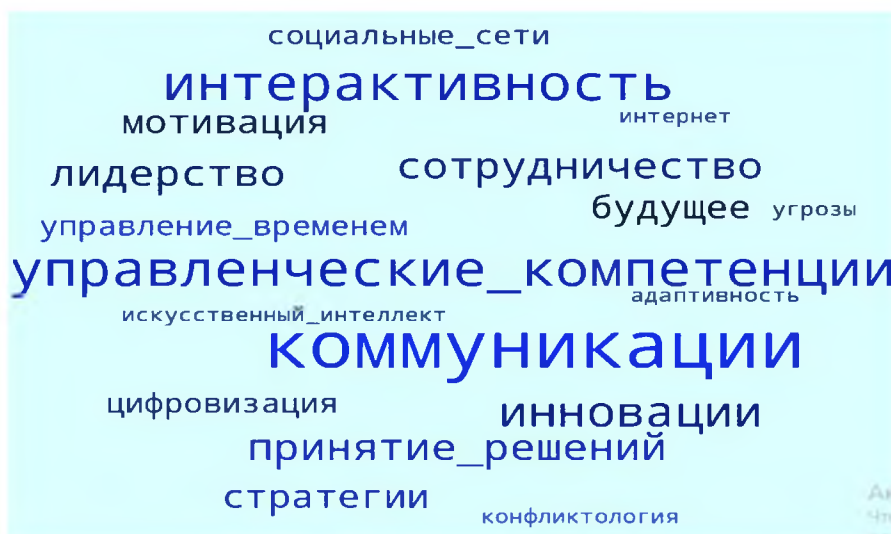 социальные_сети
интерактивность
мотивация
интернет
лидерство
сотрудничество
будущее
угрозы
управление_временем
управленческие_компетенции
адаптивность
искусственный_интеллект
коммуникации
цифровизация
инновации
принятие_решений
стратегии
конфликтология